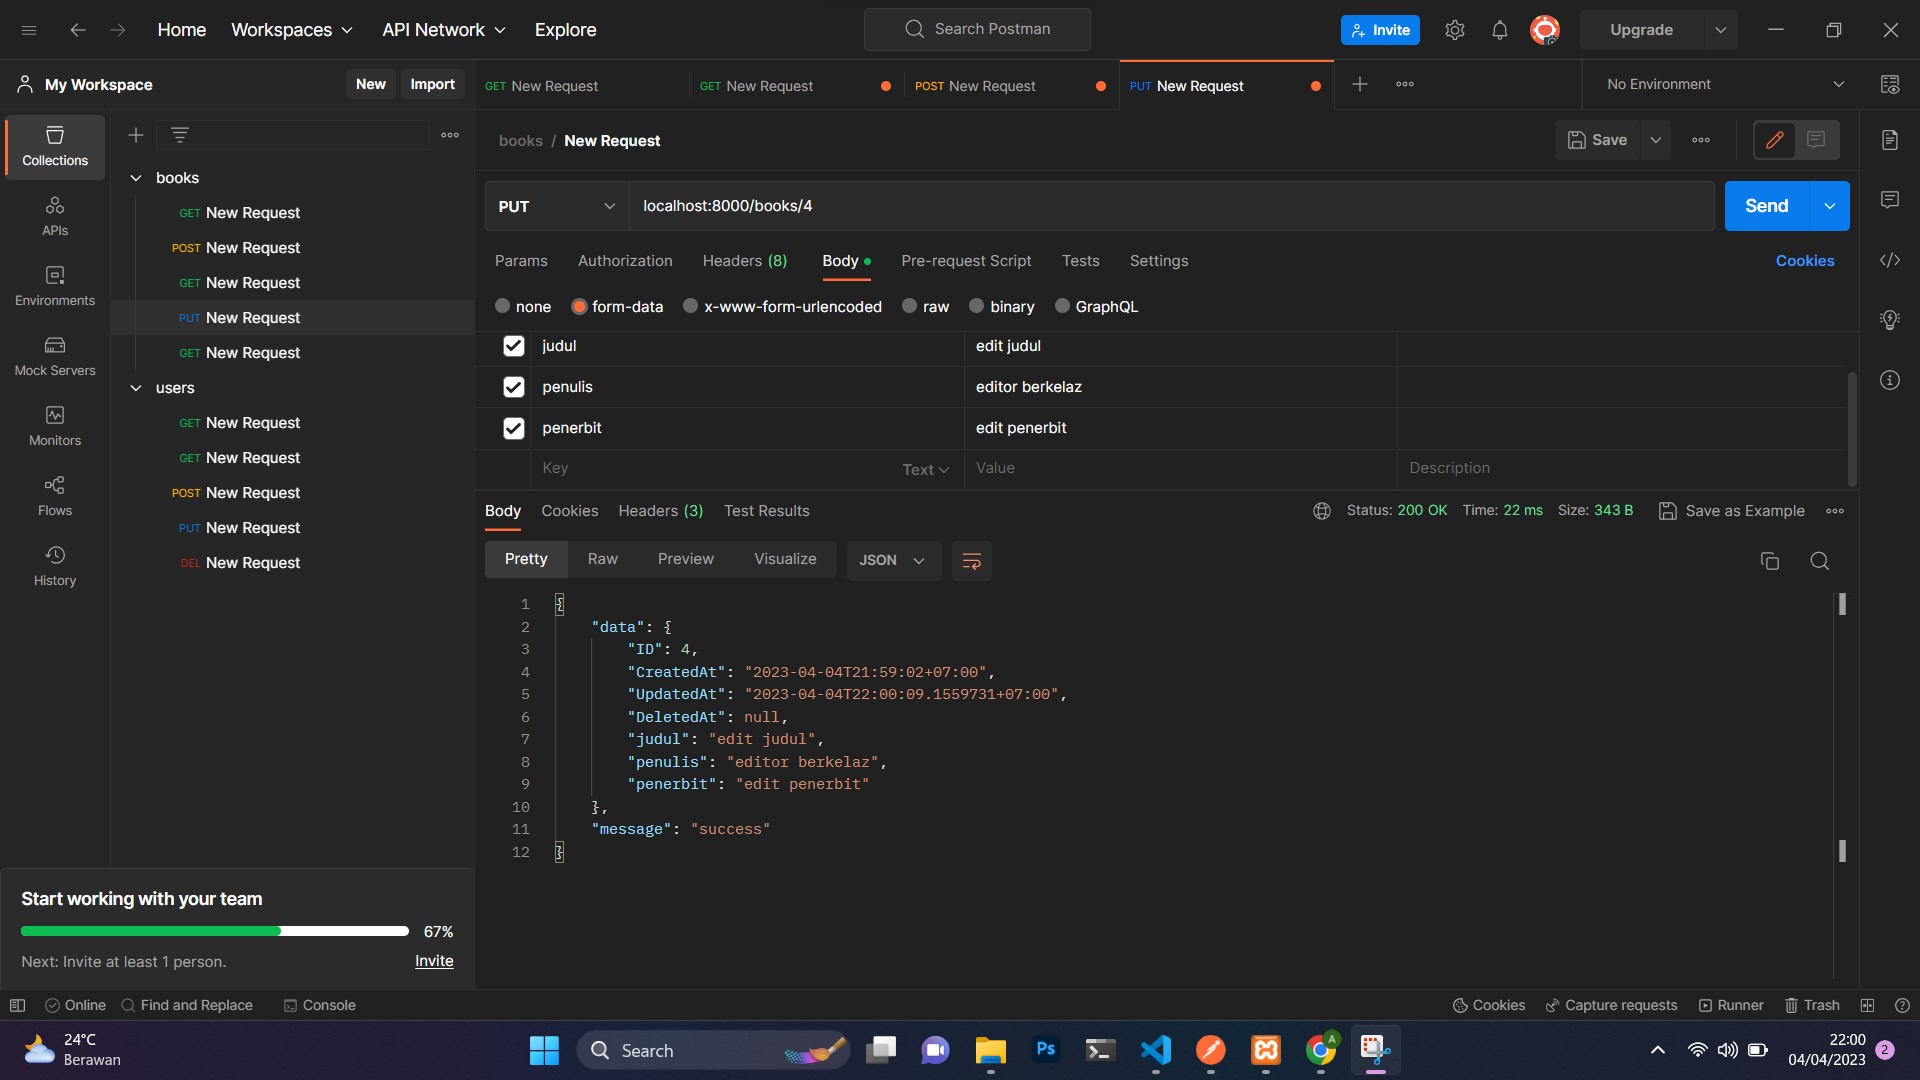 Home
Workspaces
API Network
Explore
Search Postman
Invite
Upgrade
My Workspace
New
Import
GET New Request
GET New Request
POST New Request
PUT New Request
No Environment
Collections
APIs
Environments
Mock Servers
Monitors
Flows
History
books
GET New Request
POST New Request
GET New Request
PUT New Request
GET New Request
users
GET New Request
GET New Request
POST New Request
PUT New Request
DEL New Request
Start working with your team
67%
Next: Invite at least 1 person.
Invite
books / New Request
Save
PUT
localhost:8000/books/4
Send
Params
Authorization
Headers (8)
Body
Pre-request Script
Tests
Settings
Cookies
none
form-data
x-www-form-urlencoded
raw
binary
GraphQL
judul
edit judul
penulis
editor berkelaz
penerbit
edit penerbit
Key
Text
Value
Description
Body
Cookies
Headers (3)
Test Results
Status: 200 OK
Time: 22 ms
Size: 343 B
Save as Example
Pretty
Raw
Preview
Visualize
JSON
1 {
2 "data": {
3 "ID": 4,
4 "CreatedAt": "2023-04-04T21:59:02+07:00",
5 "UpdatedAt": "2023-04-04T22:00:09.1559731+07:00",
6 "DeletedAt": null,
7 "judul": "edit judul",
8 "penulis": "editor berkelaz",
9 "penerbit": "edit penerbit"
10 },
11 "message": "success"
12 }
Online
Find and Replace
Console
Cookies
Capture requests
Runner
Trash
24°C
Berawan
Search
Ps
A
22:00
04/04/2023
2